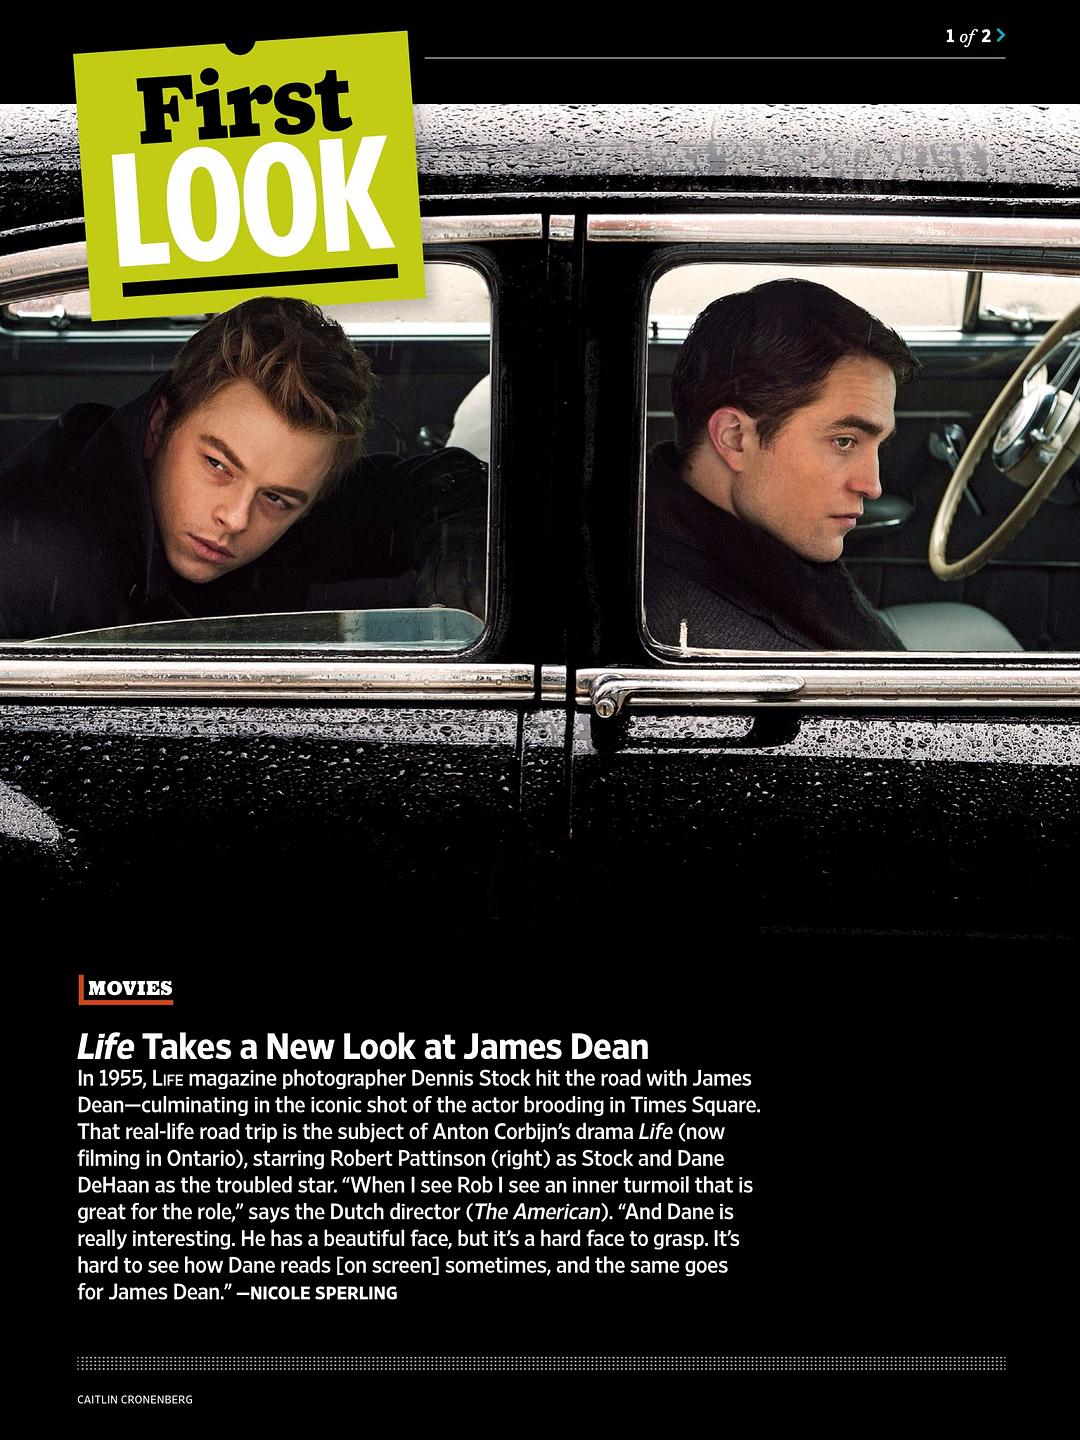 1 of 2 >
First
LOOK
MOVIES
Life Takes a New Look at James Dean
In 1955, LIFE magazine photographer Dennis Stock hit the road with James
Dean—culminating in the iconic shot of the actor brooding in Times Square.
That real-life road trip is the subject of Anton Corbijn’s drama Life (now
filming in Ontario), starring Robert Pattinson (right) as Stock and Dane
DeHaan as the troubled star. “When I see Rob I see an inner turmoil that is
great for the role,” says the Dutch director (The American). “And Dane is
really interesting. He has a beautiful face, but it’s a hard face to grasp. It’s
hard to see how Dane reads [on screen] sometimes, and the same goes
for James Dean.” —NICOLE SPERLING
CAITLIN CRONENBERG